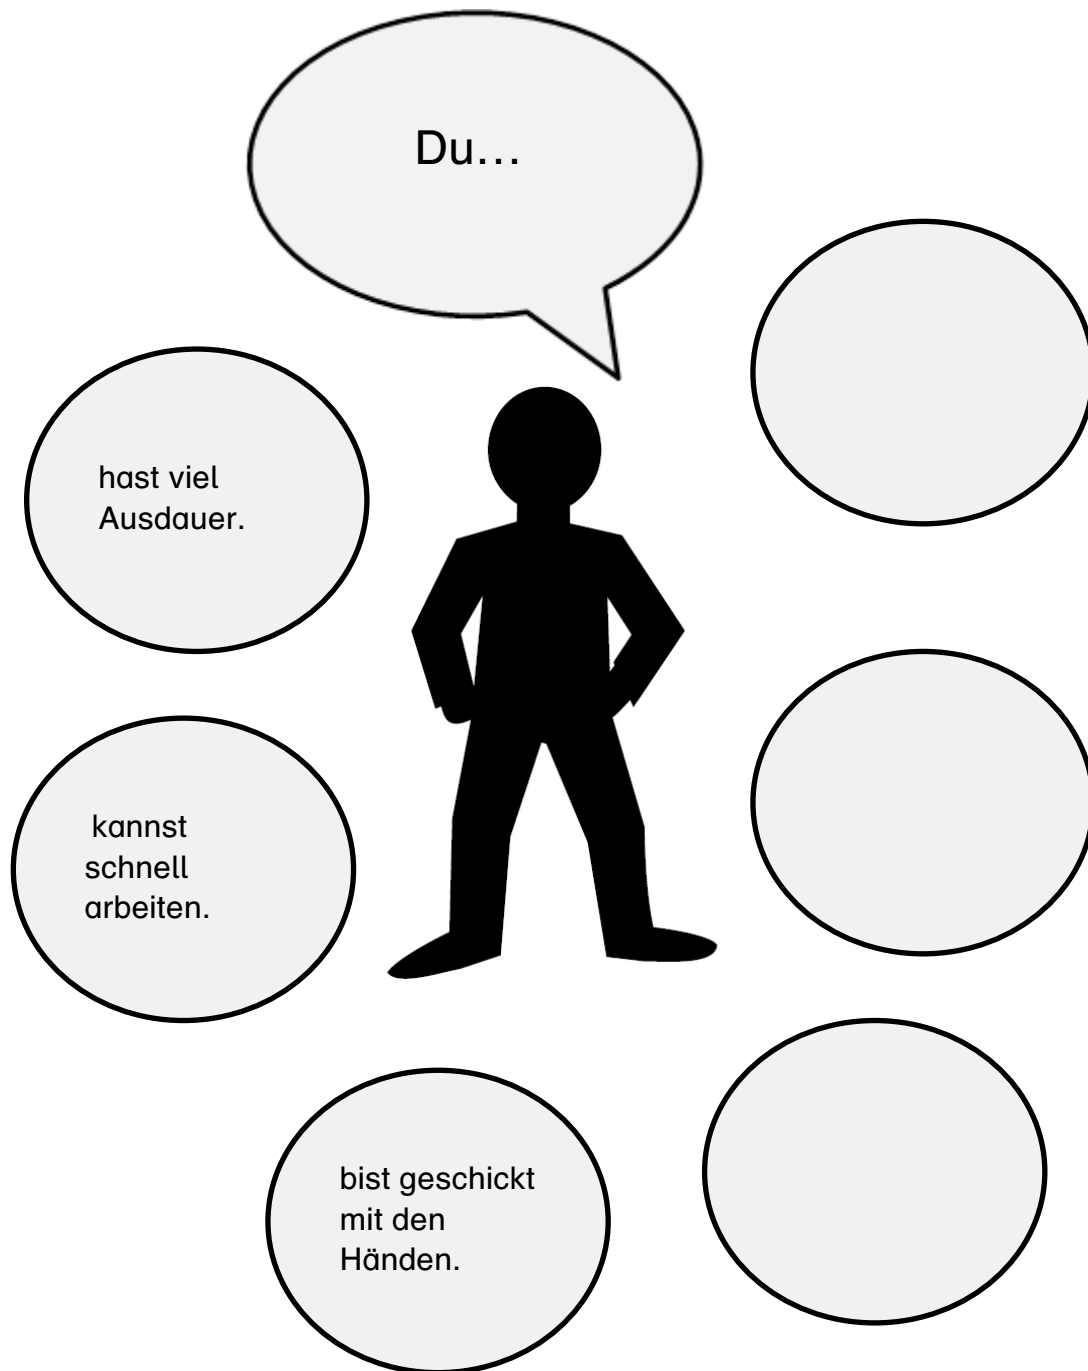 Du...
hast viel
Ausdauer.
kannst
schnell
arbeiten.
bist geschickt
mit den
Händen.